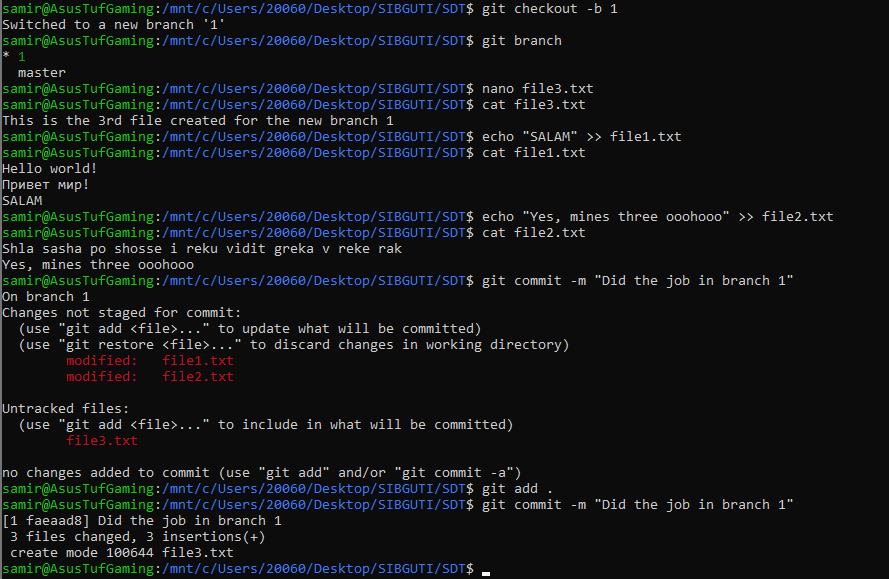 samir@AsusTufGaming:/mnt/c/Users/20060/Desktop/SIBGUTI/SDT$ git checkout -b 1
Switched to a new branch '1'
samir@AsusTufGaming:/mnt/c/Users/20060/Desktop/SIBGUTI/SDT$ git branch
* 1
  master
samir@AsusTufGaming:/mnt/c/Users/20060/Desktop/SIBGUTI/SDT$ nano file3.txt
samir@AsusTufGaming:/mnt/c/Users/20060/Desktop/SIBGUTI/SDT$ cat file3.txt
This is the 3rd file created for the new branch 1
samir@AsusTufGaming:/mnt/c/Users/20060/Desktop/SIBGUTI/SDT$ echo "SALAM" >> file1.txt
samir@AsusTufGaming:/mnt/c/Users/20060/Desktop/SIBGUTI/SDT$ cat file1.txt
Hello world!
Привет мир!
SALAM
samir@AsusTufGaming:/mnt/c/Users/20060/Desktop/SIBGUTI/SDT$ echo "Yes, mines three ooohooo" >> file2.txt
samir@AsusTufGaming:/mnt/c/Users/20060/Desktop/SIBGUTI/SDT$ cat file2.txt
Shla sasha po shosse i reku vidit greka v reke rak
Yes, mines three ooohooo
samir@AsusTufGaming:/mnt/c/Users/20060/Desktop/SIBGUTI/SDT$ git commit -m "Did the job in branch 1"
On branch 1
Changes not staged for commit:
  (use "git add <file>..." to update what will be committed)
  (use "git restore <file>..." to discard changes in working directory)
        modified:   file1.txt
        modified:   file2.txt

Untracked files:
  (use "git add <file>..." to include in what will be committed)
        file3.txt

no changes added to commit (use "git add" and/or "git commit -a")
samir@AsusTufGaming:/mnt/c/Users/20060/Desktop/SIBGUTI/SDT$ git add .
samir@AsusTufGaming:/mnt/c/Users/20060/Desktop/SIBGUTI/SDT$ git commit -m "Did the job in branch 1"
[1 faeaad8] Did the job in branch 1
 3 files changed, 3 insertions(+)
 create mode 100644 file3.txt
samir@AsusTufGaming:/mnt/c/Users/20060/Desktop/SIBGUTI/SDT$